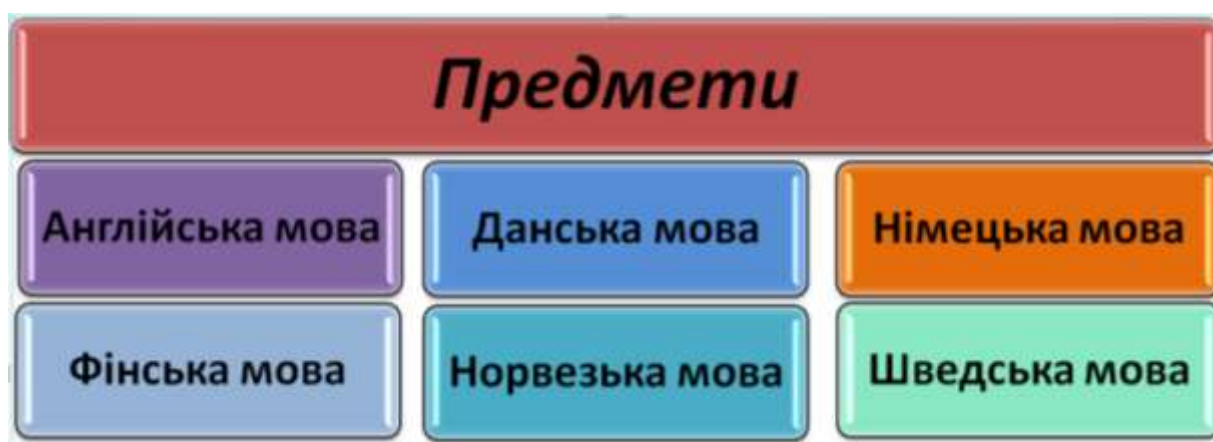 Предмети
Англійська мова
Данська мова
Німецька мова
Фінська мова
Норвезька мова
Шведська мова